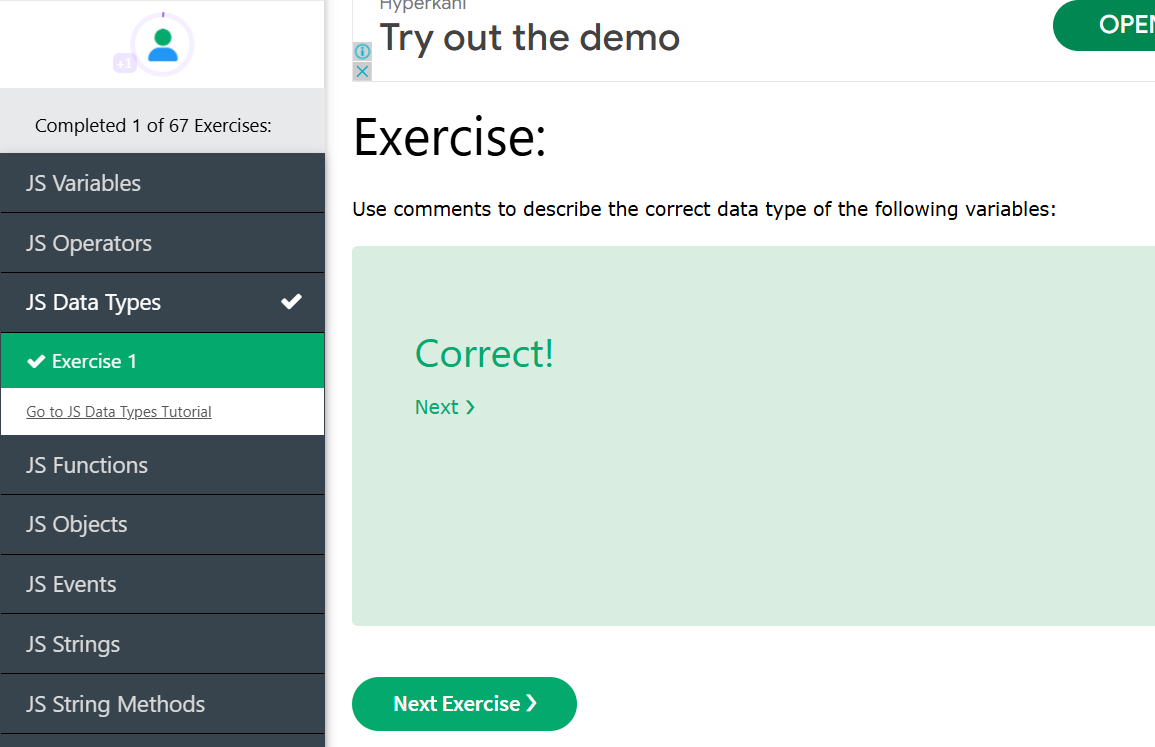 +1
Completed 1 of 67 Exercises:
JS Variables
JS Operators
JS Data Types
Exercise 1
Go to JS Data Types Tutorial
JS Functions
JS Objects
JS Events
JS Strings
JS String Methods
Hyperkani
Try out the demo
OPEN
Exercise:
Use comments to describe the correct data type of the following variables:
Correct!
Next ❯
Next Exercise ❯